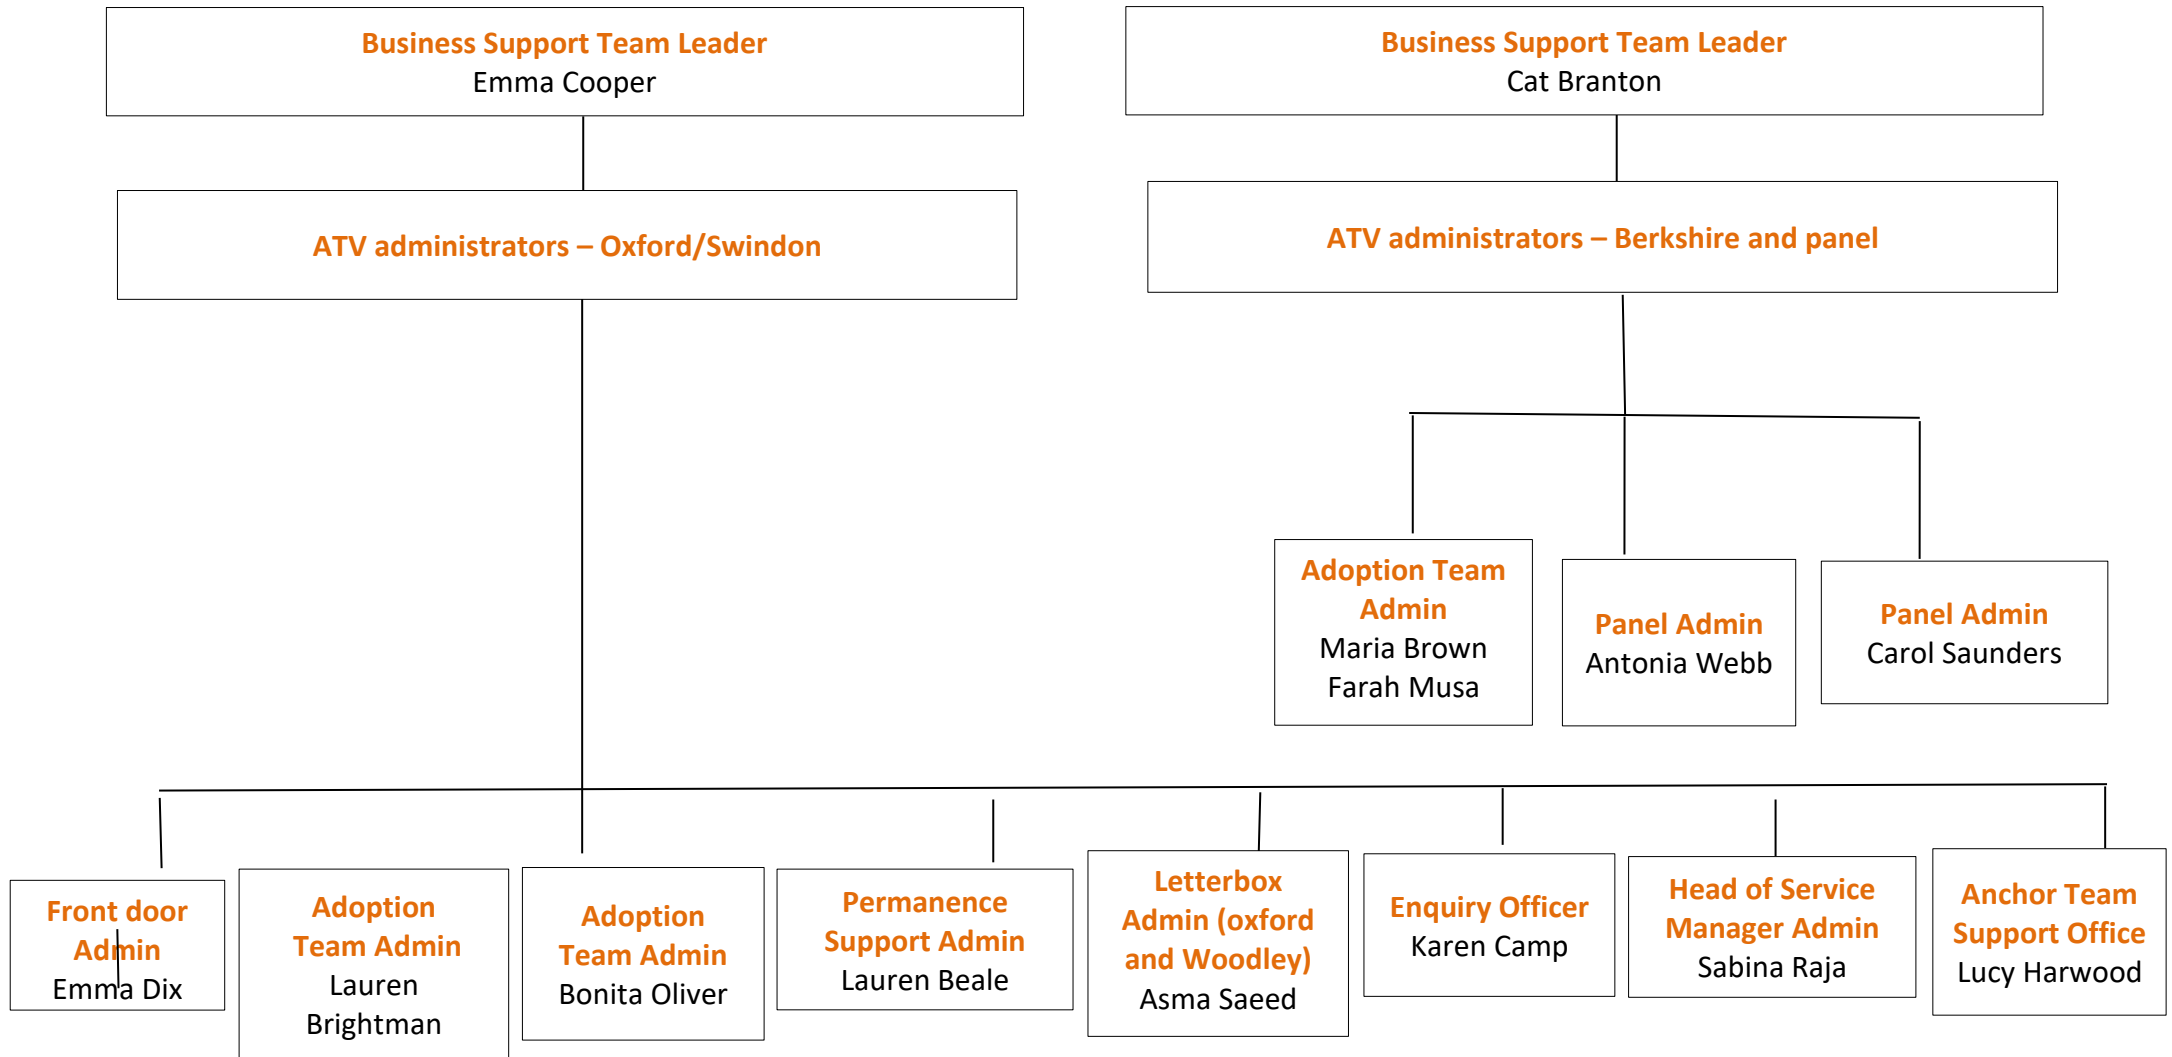 Business Support Team Leader
Emma Cooper
Business Support Team Leader
Cat Branton
ATV administrators – Oxford/Swindon
ATV administrators – Berkshire and panel
Adoption Team
Admin
Maria Brown
Farah Musa
Panel Admin
Antonia Webb
Panel Admin
Carol Saunders
Front door
Admin
Emma Dix
Adoption
Team Admin
Lauren
Brightman
Adoption
Team Admin
Bonita Oliver
Permanence
Support Admin
Lauren Beale
Letterbox
Admin (oxford
and Woodley)
Asma Saeed
Enquiry Officer
Karen Camp
Head of Service
Manager Admin
Sabina Raja
Anchor Team
Support Office
Lucy Harwood